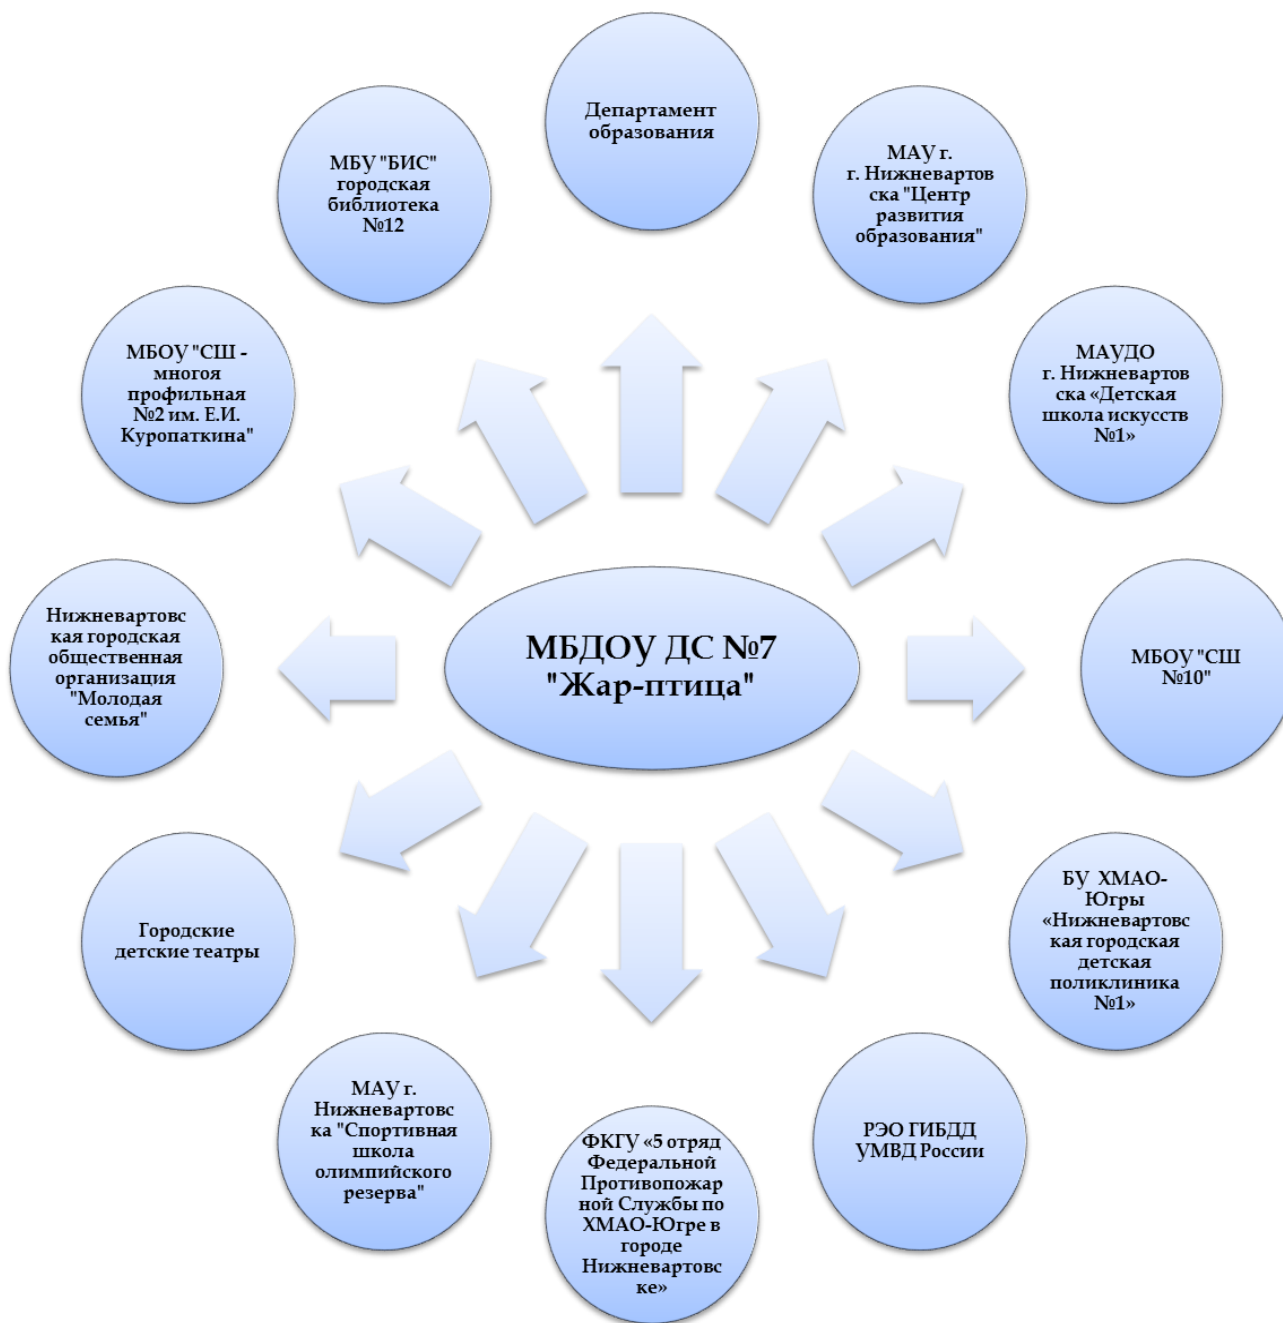 Департамент
образования
МАУ г.
г. Нижневартов
ска "Центр
развития
образования"
МАУДО
г. Нижневартов
ска «Детская
школа искусств
№1»
МБОУ "СШ
№10"
БУ ХМАО-
Югры
«Нижневартовс
кая городская
детская
поликлиника
№1»
РЭО ГИБДД
УМВД России
ФКГУ «5 отряд
Федеральной
Противопожар
ной Службы по
ХМАО-Югре в
городе
Нижневартовс
ке»
МАУ г.
Нижневартовс
ка "Спортивная
школа
олимпийского
резерва"
Городские
детские театры
Нижневартовс
кая городская
общественная
организация
"Молодая
семья"
МБОУ "СШ -
многоя
профильная
№2 им. Е.И.
Куропаткина"
МБУ "БИС"
городская
библиотека
№12
МБДОУ ДС №7
"Жар-птица"